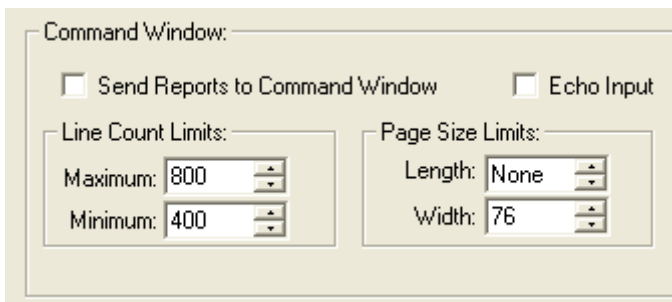 Command Window:
Send Reports to Command Window Echo Input
Line Count Limits: Page Size Limits:
Maximum: 800 Length: None
Minimum: 400 Width: 76